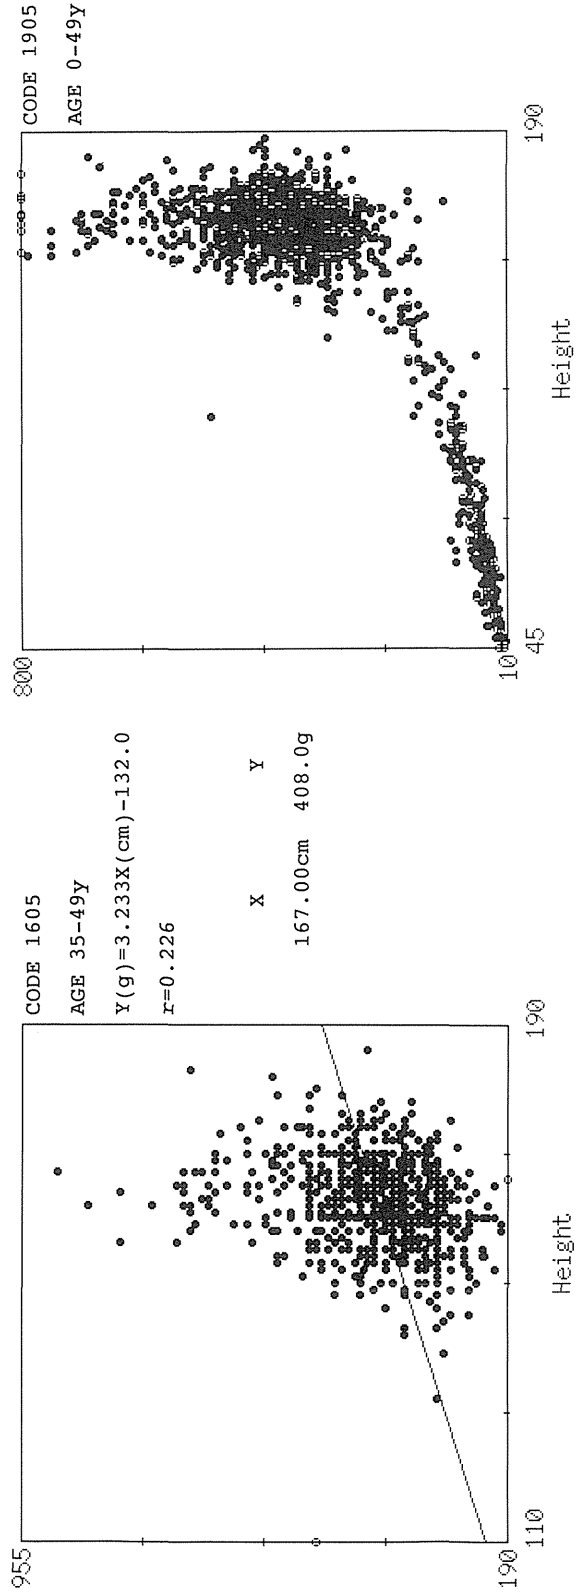 955
190
110
190
Height
CODE 1605
AGE 35-49y
Y(g)=3.233X(cm)-132.0
r=0.226
X Y
167.00cm 408.0g
800
10
45
190
Height
CODE 1905
AGE 0-49y